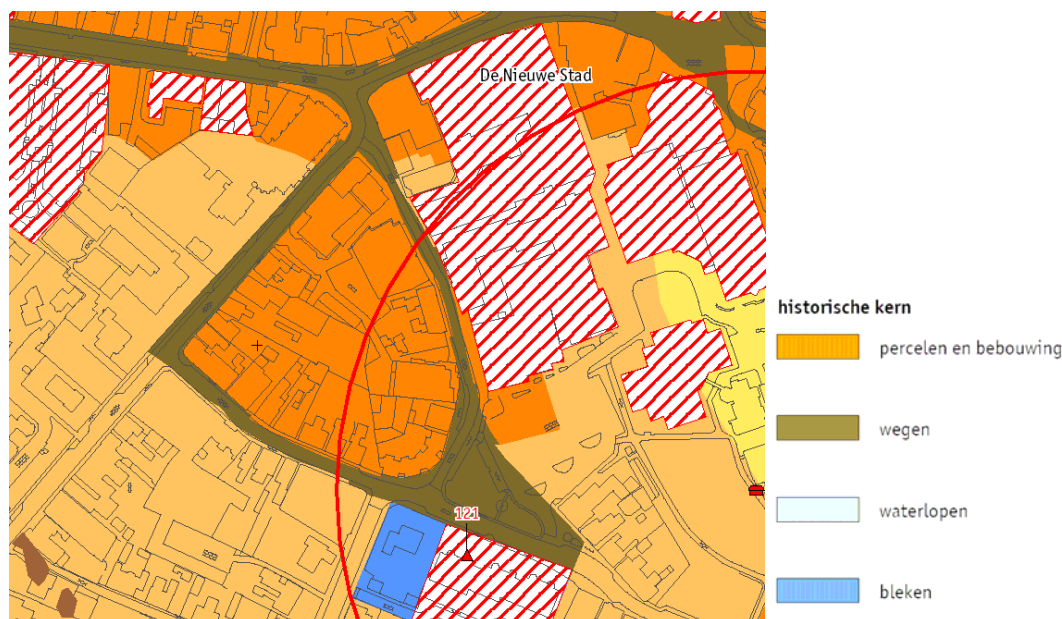 De Nieuwe Stad
121
historische kern
percelen en bebouwing
wegen
waterlopen
bleken